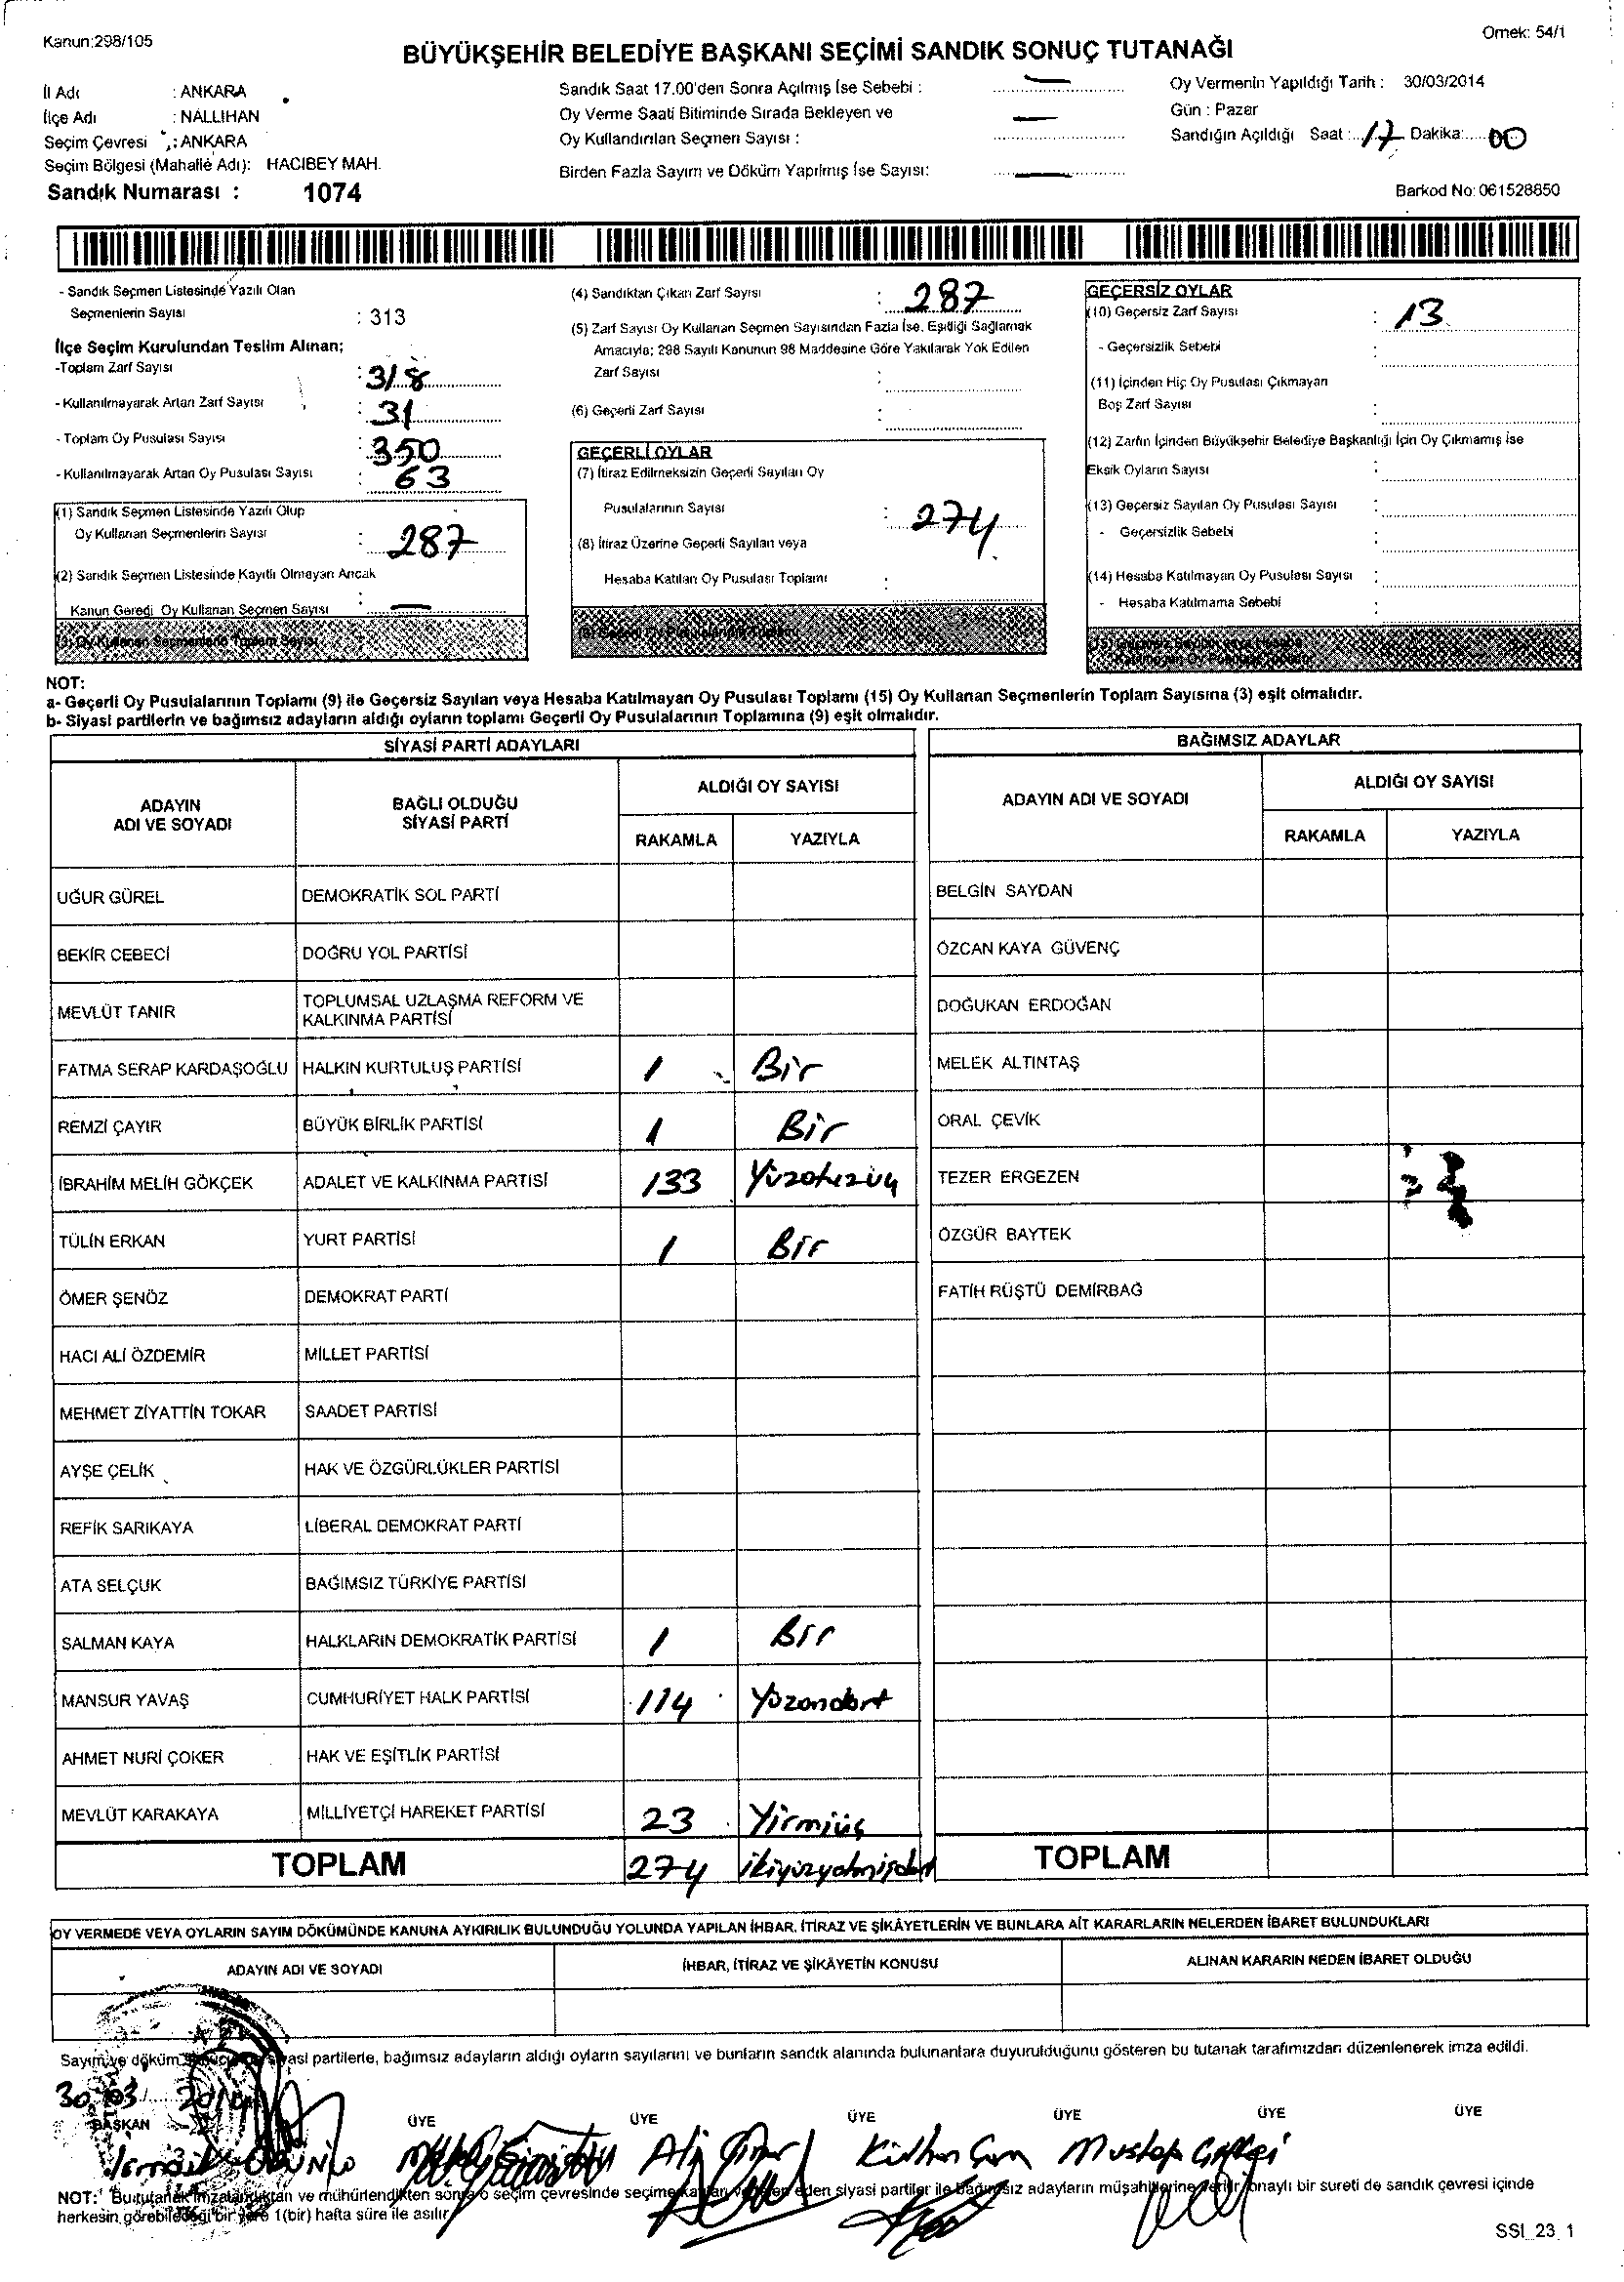 Kanun:298/105
Örnek: 54/1
BÜYÜKŞEHİR BELEDİYE BAŞKANI SEÇİMİ SANDIK SONUÇ TUTANAĞI
İl Adı : ANKARA
İlçe Adı : NALLIHAN
Seçim Çevresi : ANKARA
Seçim Bölgesi (Mahalle Adı): HACIBEY MAH.
Sandık Numarası : 1074
Sandık Saat 17.00'den Sonra Açılmış İse Sebebi : —
Oy Verme Saati Bitiminde Sırada Bekleyen ve
Oy Kullandırılan Seçmen Sayısı : —
Birden Fazla Sayım ve Döküm Yapılmış İse Sayısı: —
Oy Vermenin Yapıldığı Tarih : 30/03/2014
Gün : Pazar
Sandığın Açıldığı Saat : 17 Dakika: 00
Barkod No: 061528850
- Sandık Seçmen Listesinde Yazılı Olan
Seçmenlerin Sayısı : 313
İlçe Seçim Kurulundan Teslim Alınan;
-Toplam Zarf Sayısı : 318
- Kullanılmayarak Artan Zarf Sayısı : 31
- Toplam Oy Pusulası Sayısı : 350
- Kullanılmayarak Artan Oy Pusulası Sayısı : 63
(1) Sandık Seçmen Listesinde Yazılı Olup
Oy Kullanan Seçmenlerin Sayısı : 287
(2) Sandık Seçmen Listesinde Kayıtlı Olmayan Ancak
Kanun Gereği Oy Kullanan Seçmen Sayısı : —
(3) Oy Kullanan Seçmenlerin Toplam Sayısı
(4) Sandıktan Çıkan Zarf Sayısı : 287
(5) Zarf Sayısı Oy Kullanan Seçmen Sayısından Fazla İse, Eşitliği Sağlamak
Amacıyla; 298 Sayılı Kanunun 98 Maddesine Göre Yakılarak Yok Edilen
Zarf Sayısı :
(6) Geçerli Zarf Sayısı :
GEÇERLİ OYLAR
(7) İtiraz Edilmeksizin Geçerli Sayılan Oy
Pusulalarının Sayısı : 274
(8) İtiraz Üzerine Geçerli Sayılan veya
Hesaba Katılan Oy Pusulası Toplamı :
(9) Geçerli Oy Pusulalarının Toplamı
GEÇERSİZ OYLAR
(10) Geçersiz Zarf Sayısı : 13
- Geçersizlik Sebebi :
(11) İçinden Hiç Oy Pusulası Çıkmayan
Boş Zarf Sayısı :
(12) Zarfın İçinden Büyükşehir Belediye Başkanlığı İçin Oy Çıkmamış İse
Eksik Oyların Sayısı :
(13) Geçersiz Sayılan Oy Pusulası Sayısı :
- Geçersizlik Sebebi :
(14) Hesaba Katılmayan Oy Pusulası Sayısı :
- Hesaba Katılmama Sebebi :
NOT:
a- Geçerli Oy Pusulalarının Toplamı (9) ile Geçersiz Sayılan veya Hesaba Katılmayan Oy Pusulası Toplamı (15) Oy Kullanan Seçmenlerin Toplam Sayısına (3) eşit olmalıdır.
b- Siyasi partilerin ve bağımsız adayların aldığı oyların toplamı Geçerli Oy Pusulalarının Toplamına (9) eşit olmalıdır.
SİYASİ PARTİ ADAYLARI
ADAYIN ADI VE SOYADI
BAĞLI OLDUĞU SİYASİ PARTİ
ALDIĞI OY SAYISI
RAKAMLA YAZIYLA
UĞUR GÜREL DEMOKRATİK SOL PARTİ
BEKİR CEBECİ DOĞRU YOL PARTİSİ
MEVLÜT TANIR TOPLUMSAL UZLAŞMA REFORM VE KALKINMA PARTİSİ
FATMA SERAP KARDAŞOĞLU HALKIN KURTULUŞ PARTİSİ 1 Bir
REMZİ ÇAYIR BÜYÜK BİRLİK PARTİSİ 1 Bir
İBRAHİM MELİH GÖKÇEK ADALET VE KALKINMA PARTİSİ 133 Yüzotuzüç
TÜLİN ERKAN YURT PARTİSİ 1 Bir
ÖMER ŞENÖZ DEMOKRAT PARTİ
HACI ALİ ÖZDEMİR MİLLET PARTİSİ
MEHMET ZİYATTİN TOKAR SAADET PARTİSİ
AYŞE ÇELİK HAK VE ÖZGÜRLÜKLER PARTİSİ
REFİK SARIKAYA LİBERAL DEMOKRAT PARTİ
ATA SELÇUK BAĞIMSIZ TÜRKİYE PARTİSİ
SALMAN KAYA HALKLARIN DEMOKRATİK PARTİSİ 1 Bir
MANSUR YAVAŞ CUMHURİYET HALK PARTİSİ 114 Yüzondört
AHMET NURİ ÇOKER HAK VE EŞİTLİK PARTİSİ
MEVLÜT KARAKAYA MİLLİYETÇİ HAREKET PARTİSİ 23 Yirmiüç
TOPLAM 274 ikiyüzyetmişdört
BAĞIMSIZ ADAYLAR
ADAYIN ADI VE SOYADI
ALDIĞI OY SAYISI
RAKAMLA YAZIYLA
BELGİN SAYDAN
ÖZCAN KAYA GÜVENÇ
DOĞUKAN ERDOĞAN
MELEK ALTINTAŞ
ORAL ÇEVİK
TEZER ERGEZEN
ÖZGÜR BAYTEK
FATİH RÜŞTÜ DEMİRBAĞ
TOPLAM
OY VERMEDE VEYA OYLARIN SAYIM DÖKÜMÜNDE KANUNA AYKIRILIK BULUNDUĞU YOLUNDA YAPILAN İHBAR, İTİRAZ VE ŞİKÂYETLERİN VE BUNLARA AİT KARARLARIN NELERDEN İBARET BULUNDUKLARI
ADAYIN ADI VE SOYADI İHBAR, İTİRAZ VE ŞİKÂYETİN KONUSU ALINAN KARARIN NEDEN İBARET OLDUĞU
Sayım ve döküm siyasi partilerle, bağımsız adayların aldığı oyların sayılarını ve bunların sandık alanında bulunanlara duyurulduğunu gösteren bu tutanak tarafımızdan düzenlenerek imza edildi.
30/03/2014
BAŞKAN ÜYE ÜYE ÜYE ÜYE ÜYE ÜYE
İsmail Ali Mustafa
NOT: Bu tutanak imzalandıktan ve mühürlendikten sonra o seçim çevresinde seçime katılan ve eden siyasi partiler ile bağımsız adayların müşahitlerine verilir, onaylı bir sureti de sandık çevresi içinde
herkesin görebileceği bir yere 1(bir) hafta süre ile asılır.
SSI_23_1